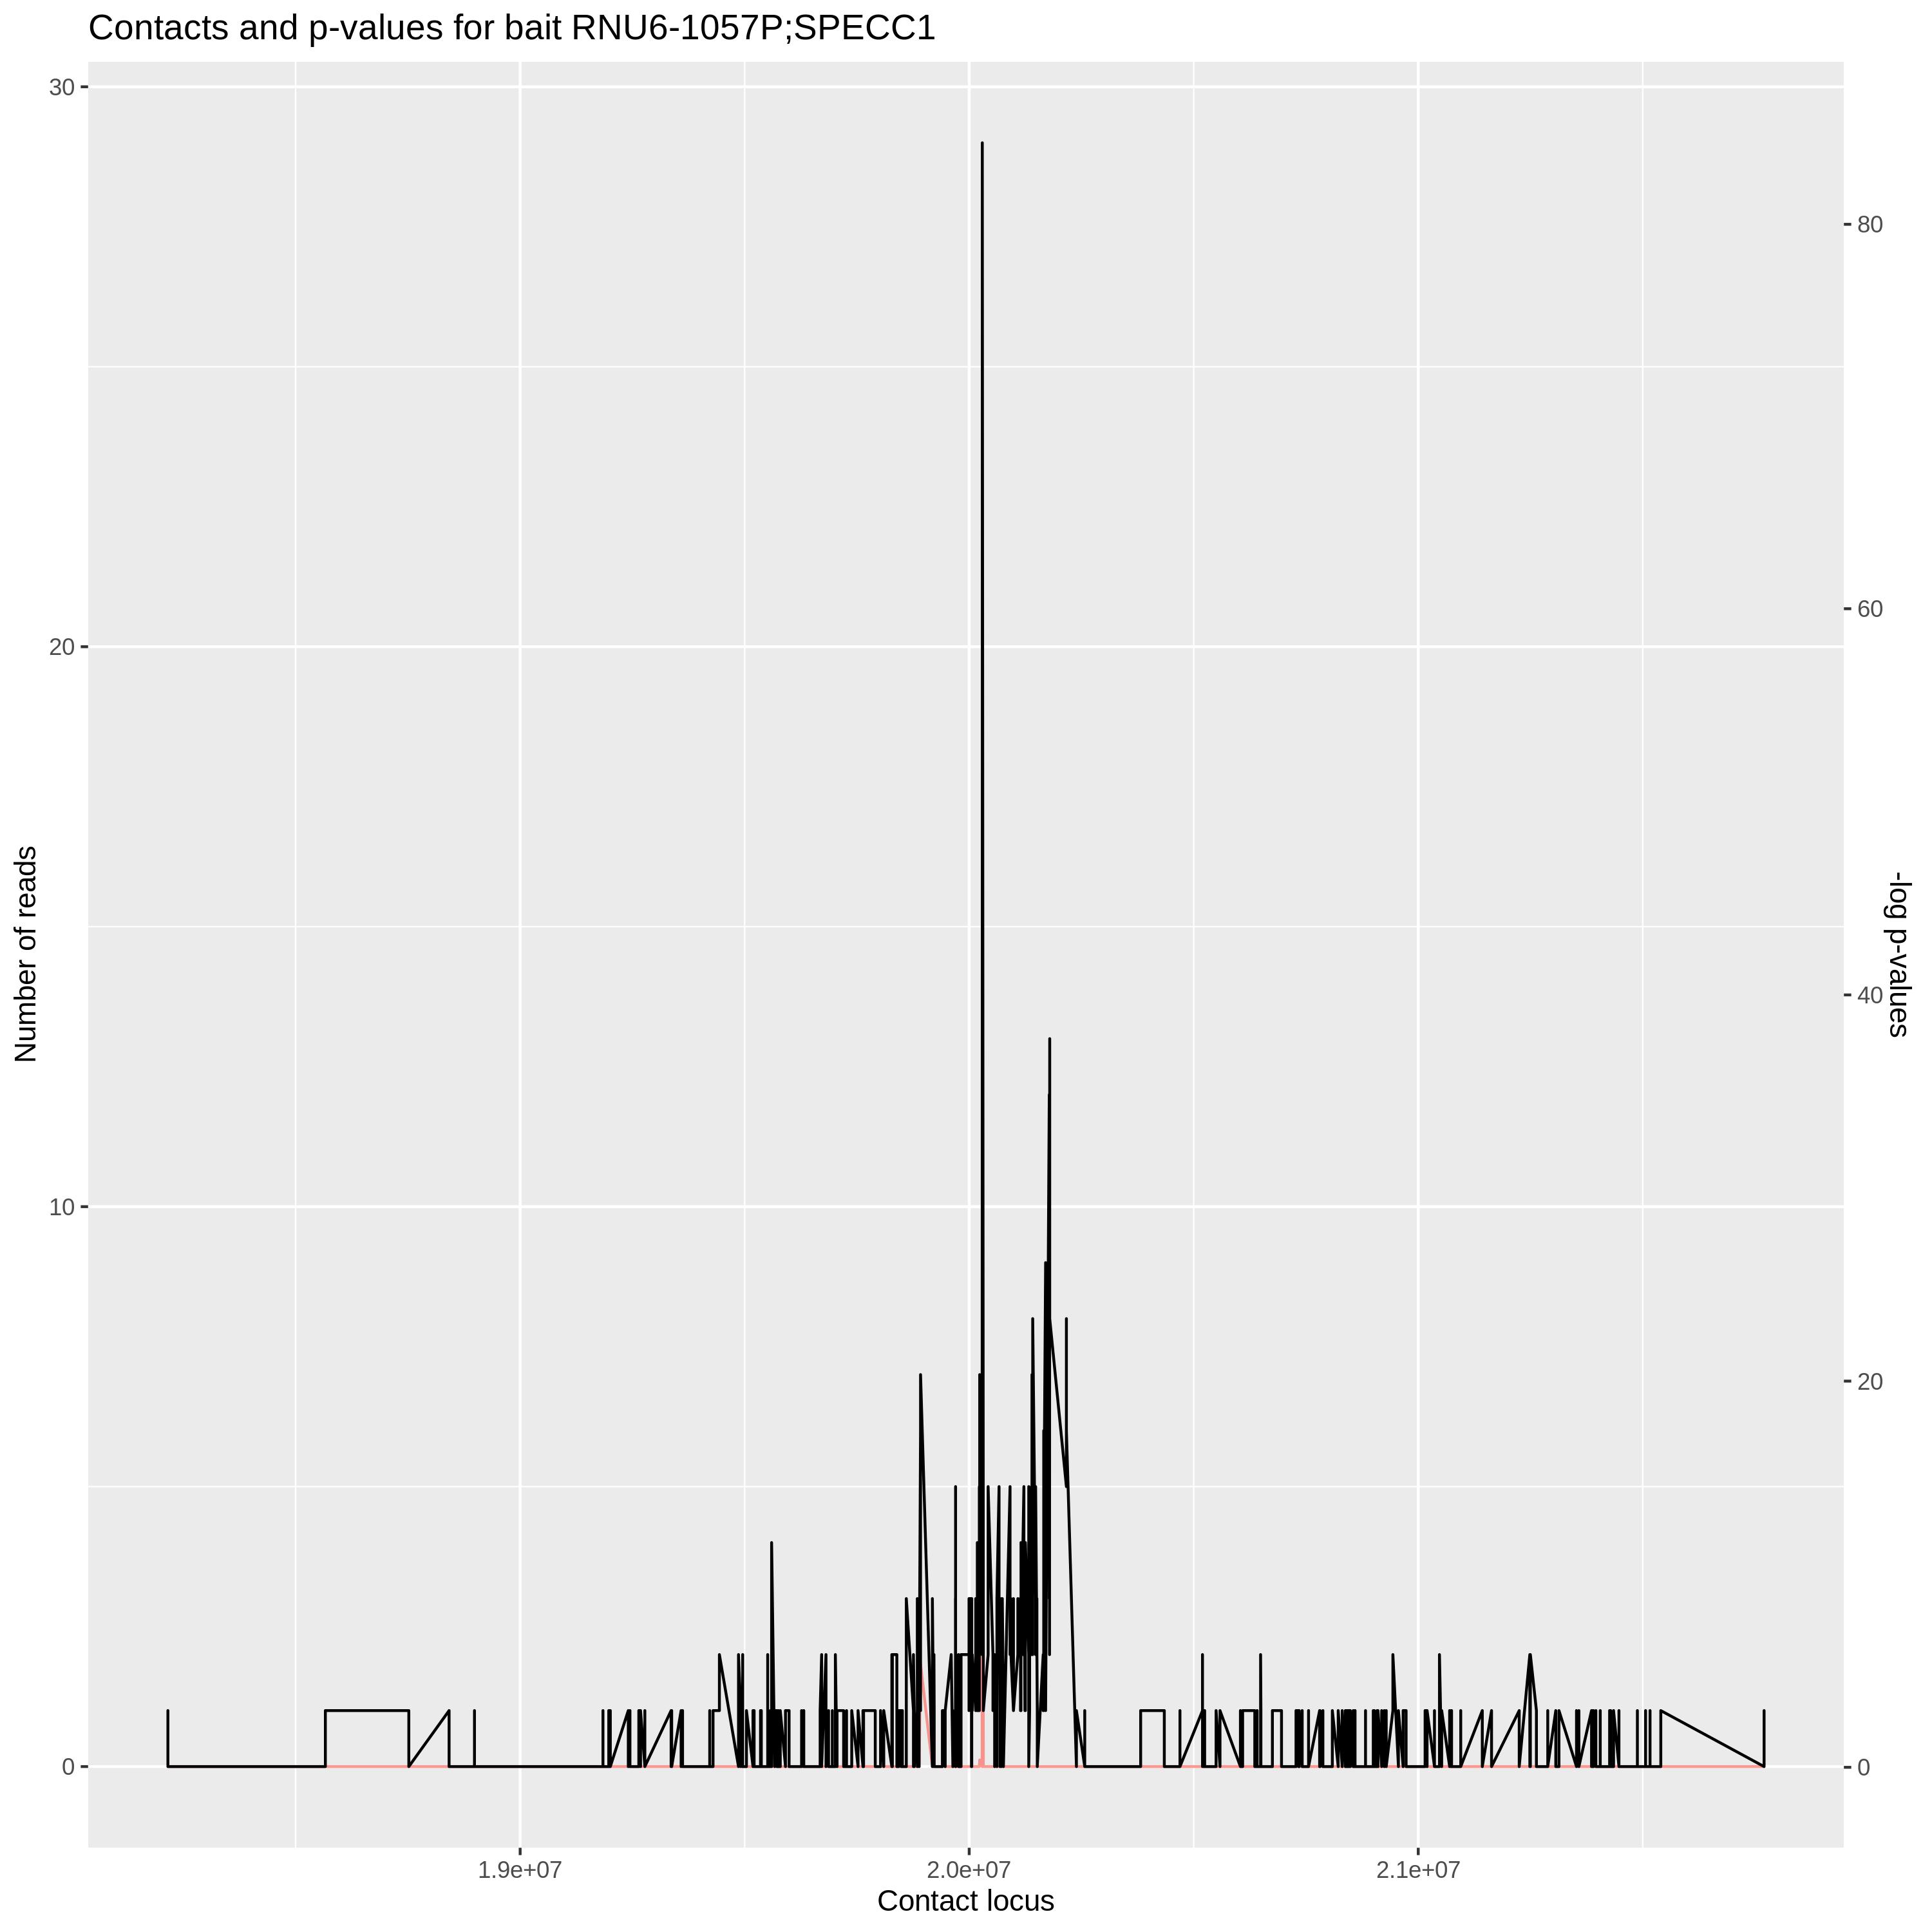 Contacts and p-values for bait RNU6-1057P;SPECC1
30
20
10
0
Number of reads
80
60
40
20
0
-log p-values
1.9e+07
2.0e+07
2.1e+07
Contact locus